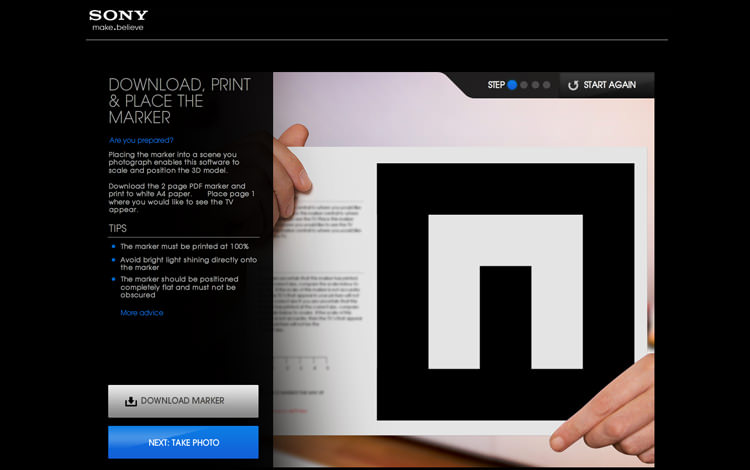 SONY
make.believe
STEP
START AGAIN
DOWNLOAD, PRINT
& PLACE THE
MARKER
Are you prepared?
Placing the marker into a scene you
photograph enables this software to
scale and position the 3D model.
Download the 2 page PDF marker and
print to white A4 paper. Place page 1
where you would like to see the TV
appear.
TIPS
The marker must be printed at 100%
Avoid bright light shining directly onto
the marker
The marker should be positioned
completely flat and must not be
obscured
More advice
DOWNLOAD MARKER
NEXT: TAKE PHOTO